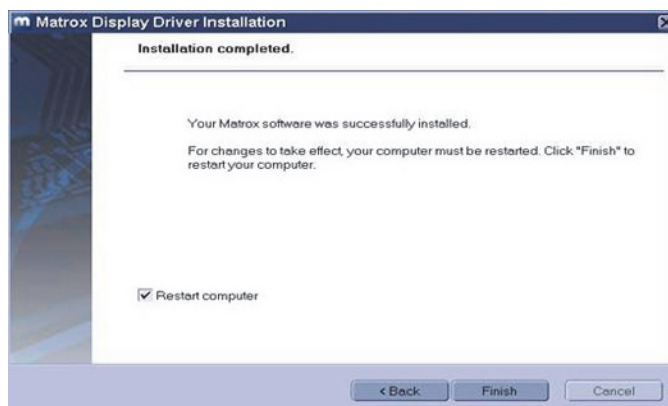 Matrox Display Driver Installation
Installation completed.
Your Matrox software was successfully installed.
For changes to take effect, your computer must be restarted. Click "Finish" to
restart your computer.
Restart computer
< Back Finish Cancel